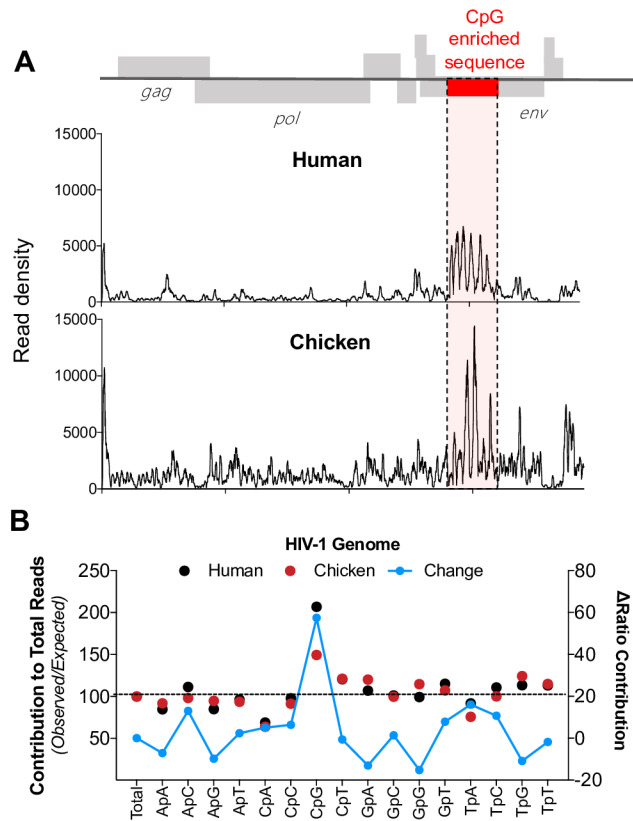 A
CpG
enriched
sequence
gag
pol
env
Human
15000
10000
5000
0
Read density
Chicken
15000
10000
5000
0
B
HIV-1 Genome
Human
Chicken
Change
Contribution to Total Reads
(Observed/Expected)
250
200
150
100
50
80
60
40
20
0
-20
ΔRatio Contribution
Total
ApA
ApC
ApG
ApT
CpA
CpC
CpG
CpT
GpA
GpC
GpG
GpT
TpA
TpC
TpG
TpT